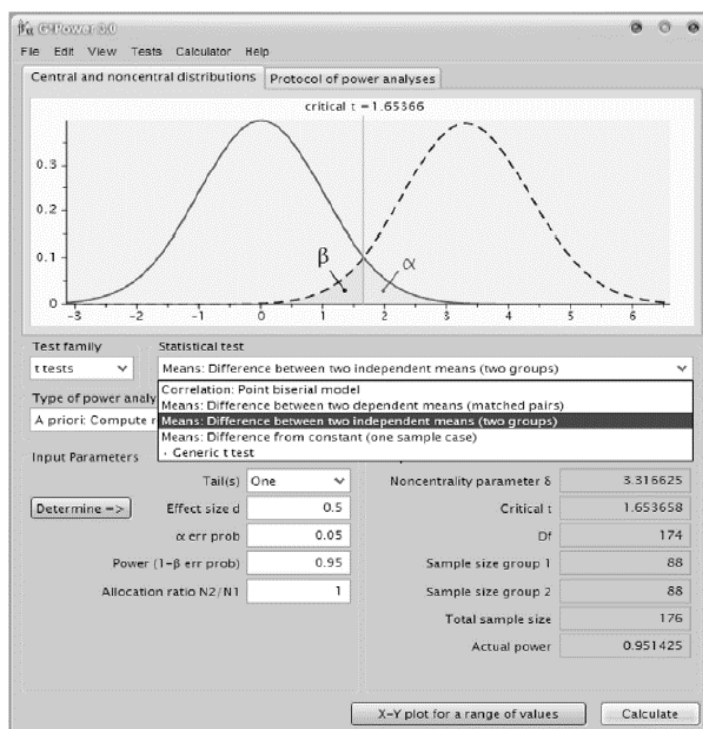 G*Power 3.0
File Edit View Tests Calculator Help
Central and noncentral distributions Protocol of power analyses
critical t = 1.65366
0.3
0.2
0.1
0
β
α
-3 -2 -1 0 1 2 3 4 5 6
Test family Statistical test
t tests Means: Difference between two independent means (two groups)
Type of power analy
Correlation: Point biserial model
Means: Difference between two dependent means (matched pairs)
A priori: Compute r Means: Difference between two independent means (two groups)
Means: Difference from constant (one sample case)
Generic t test
Input Parameters
Tail(s) One Noncentrality parameter δ 3.316625
Determine => Effect size d 0.5 Critical t 1.653658
α err prob 0.05 Df 174
Power (1-β err prob) 0.95 Sample size group 1 88
Allocation ratio N2/N1 1 Sample size group 2 88
Total sample size 176
Actual power 0.951425
X-Y plot for a range of values Calculate